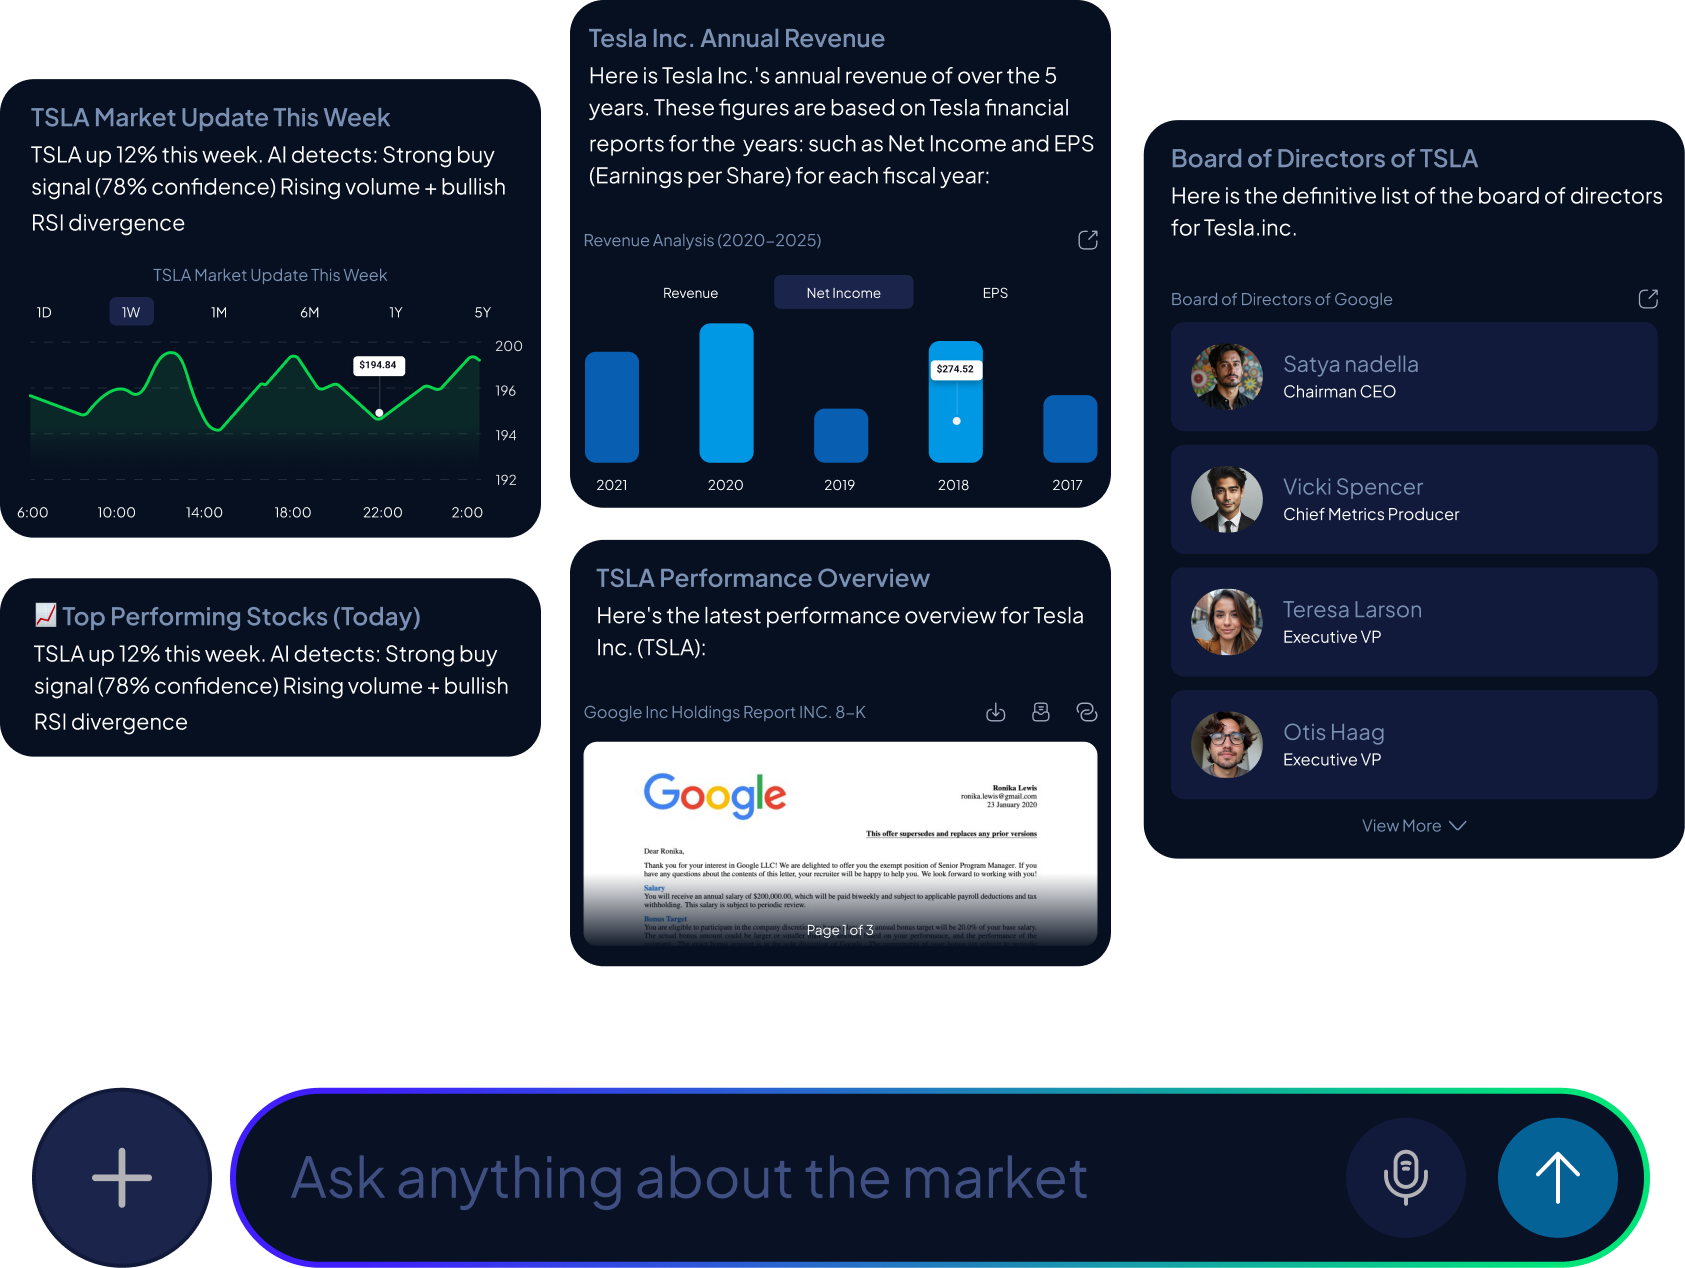 TSLA Market Update This Week
TSLA up 12% this week. AI detects: Strong buy
signal (78% confidence) Rising volume + bullish
RSI divergence
TSLA Market Update This Week
1D 1W 1M 6M 1Y 5Y
200
$194.84
196
194
192
6:00 10:00 14:00 18:00 22:00 2:00
📈 Top Performing Stocks (Today)
TSLA up 12% this week. AI detects: Strong buy
signal (78% confidence) Rising volume + bullish
RSI divergence
Tesla Inc. Annual Revenue
Here is Tesla Inc.'s annual revenue of over the 5
years. These figures are based on Tesla financial
reports for the years: such as Net Income and EPS
(Earnings per Share) for each fiscal year:
Revenue Analysis (2020–2025)
Revenue Net Income EPS
$274.52
2021 2020 2019 2018 2017
TSLA Performance Overview
Here's the latest performance overview for Tesla
Inc. (TSLA):
Google Inc Holdings Report INC. 8–K
Google
Ronika Lewis
ronika.lewis@gmail.com
23 January 2020
This offer supersedes and replaces any prior versions
Dear Ronika,
Thank you for your interest in Google LLC! We are delighted to offer you the exempt position of Senior Program Manager. If you
have any questions about the contents of this letter, your recruiter will be happy to help you. We look forward to working with you!
Salary
You will receive an annual salary of $200,000.00, which will be paid biweekly and subject to applicable payroll deductions and tax
withholding. This salary is subject to periodic review.
Bonus Target
You are eligible to participate in the company annual bonus target will be 20.0% of your base salary.
The actual bonus amount could be larger or smaller on your performance, and the performance of the
Page 1 of 3
Board of Directors of TSLA
Here is the definitive list of the board of directors
for Tesla.inc.
Board of Directors of Google
Satya nadella
Chairman CEO
Vicki Spencer
Chief Metrics Producer
Teresa Larson
Executive VP
Otis Haag
Executive VP
View More
Ask anything about the market